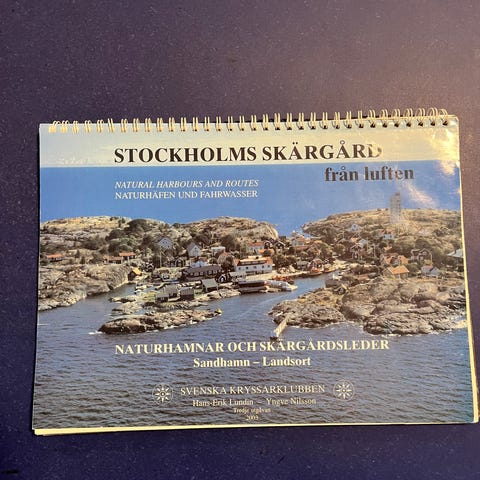 STOCKHOLMS SKÄRGÅRD
från luften
NATURAL HARBOURS AND ROUTES
NATURHÄFEN UND FAHRWASSER
NATURHAMNAR OCH SKÄRGÅRDSLEDER
Sandhamn – Landsort
SVENSKA KRYSSARKLUBBEN
Hans-Erik Lundin – Yngve Nilsson
Tredje utgåvan
2003